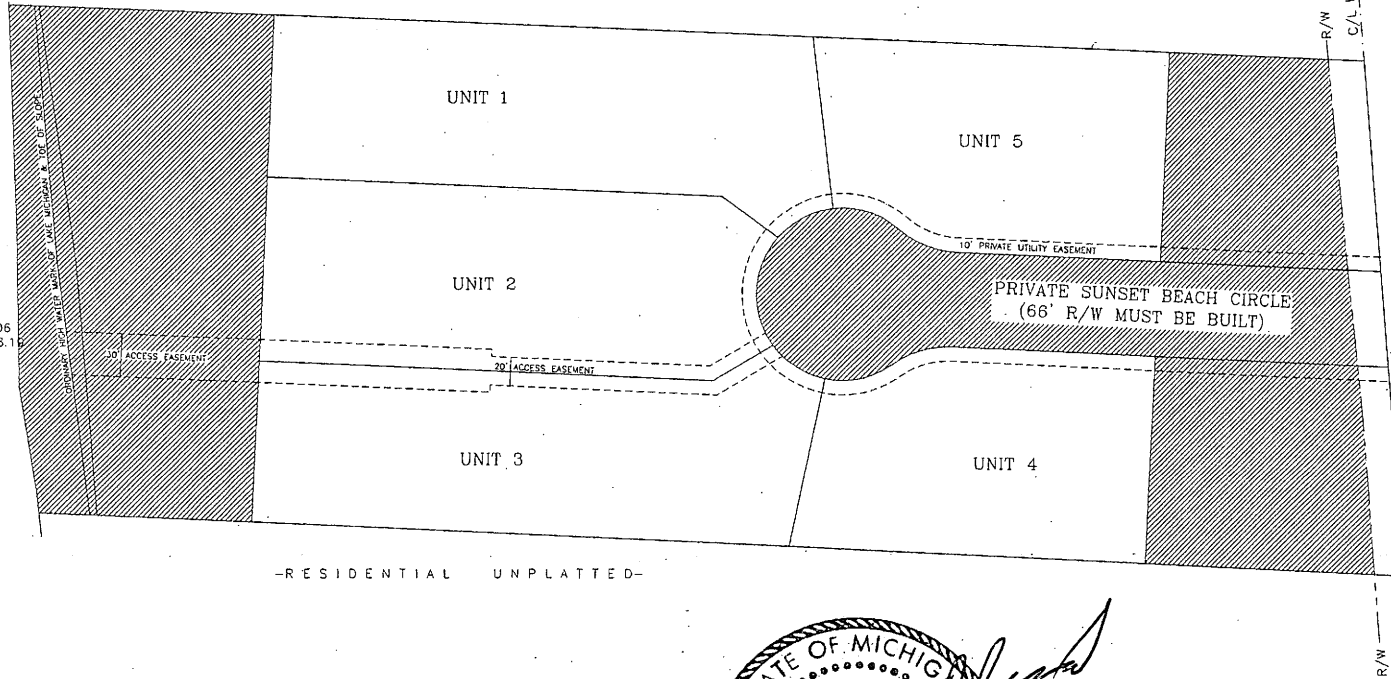 R/W
C/L
UNIT 1
UNIT 5
ORDINARY HIGH WATER MARK OF LAKE MICHIGAN & TOE OF SLOPE
10' PRIVATE UTILITY EASEMENT
UNIT 2
PRIVATE SUNSET BEACH CIRCLE
(66' R/W MUST BE BUILT)
06
ACCESS EASEMENT
20' ACCESS EASEMENT
UNIT 3
UNIT 4
-RESIDENTIAL UNPLATTED-
OF MICHIG
R/W